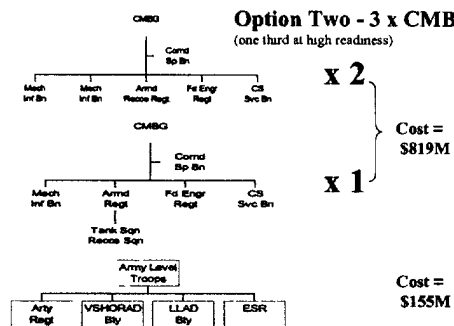 Option Two - 3 x CMB
(one third at high readiness)
CMBG
Comd
Sp Bn
x 2
Mech
Inf Bn
Mech
Inf Bn
Armd
Recce Regt
Fd Engr
Regt
CS
Svc Bn
CMBG
Comd
Sp Bn
Cost =
$819M
x 1
Mech
Inf Bn
Armd
Regt
Fd Engr
Regt
CS
Svc Bn
Tank Sqn
Recce Sqn
Army Level
Troops
Cost =
$155M
Arty
Regt
VSHORAD
Bty
LLAD
Bty
ESR